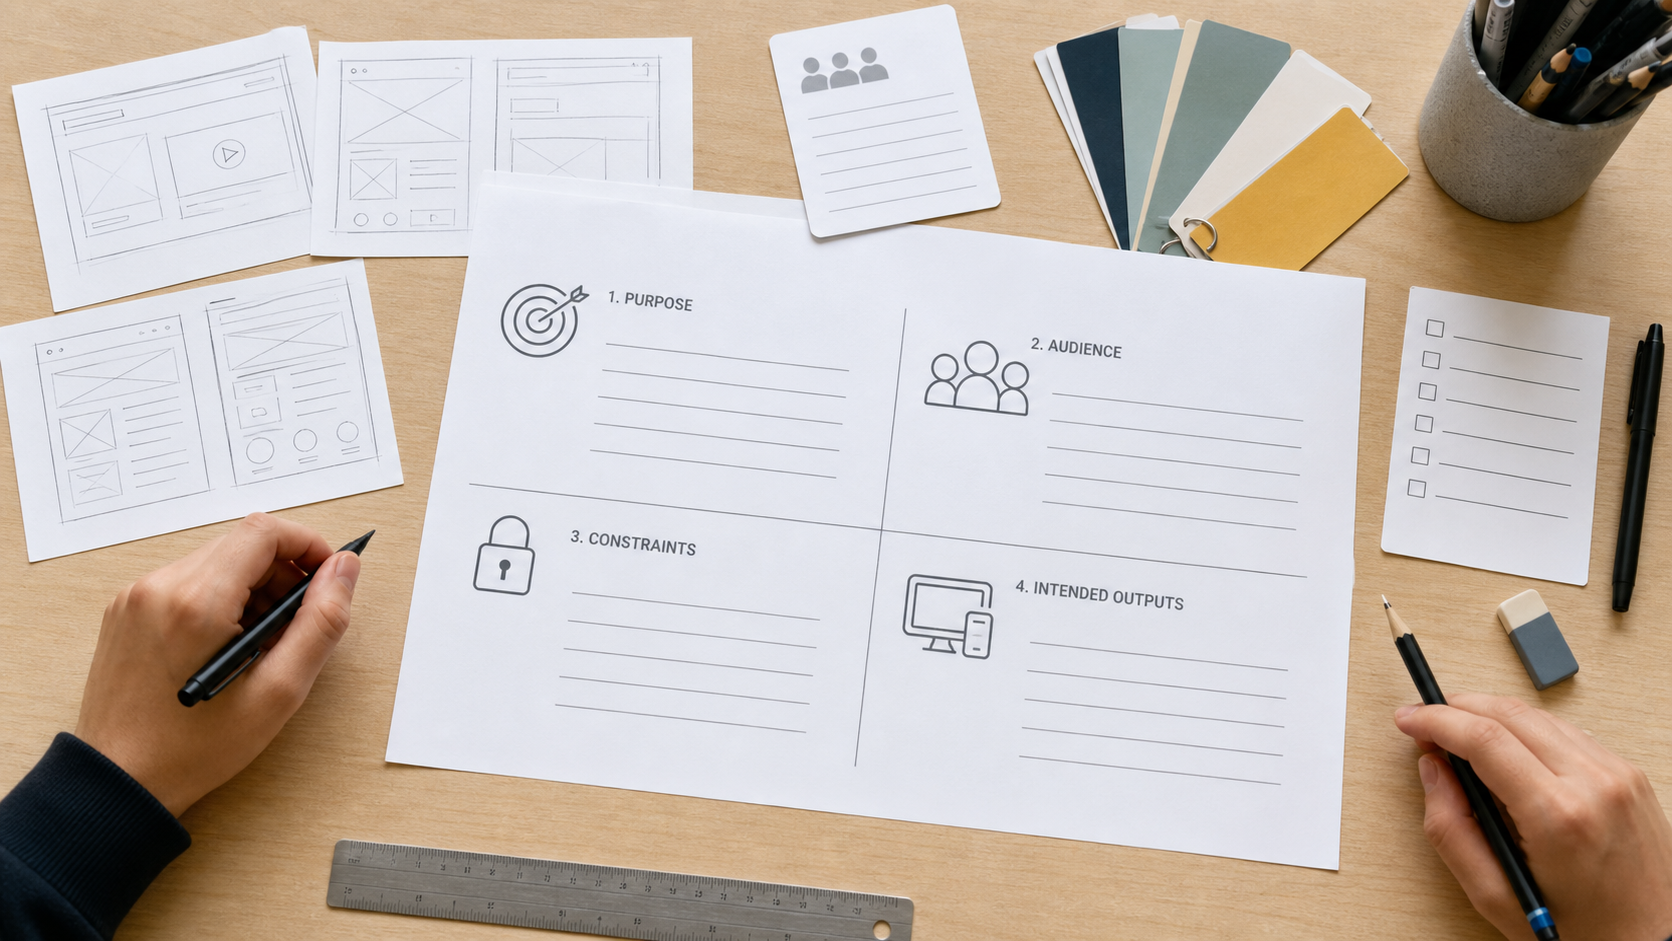 1. PURPOSE
2. AUDIENCE
3. CONSTRAINTS
4. INTENDED OUTPUTS